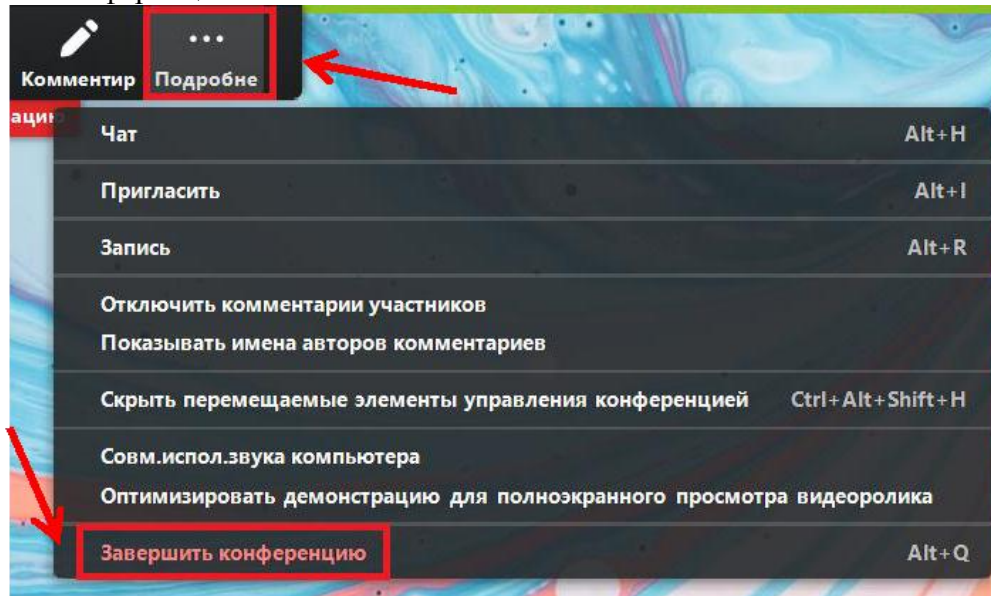 Комментир
Подробне
ацию
Чат Alt+H
Пригласить Alt+I
Запись Alt+R
Отключить комментарии участников
Показывать имена авторов комментариев
Скрыть перемещаемые элементы управления конференцией Ctrl+Alt+Shift+H
Совм.испол.звука компьютера
Оптимизировать демонстрацию для полноэкранного просмотра видеоролика
Завершить конференцию Alt+Q